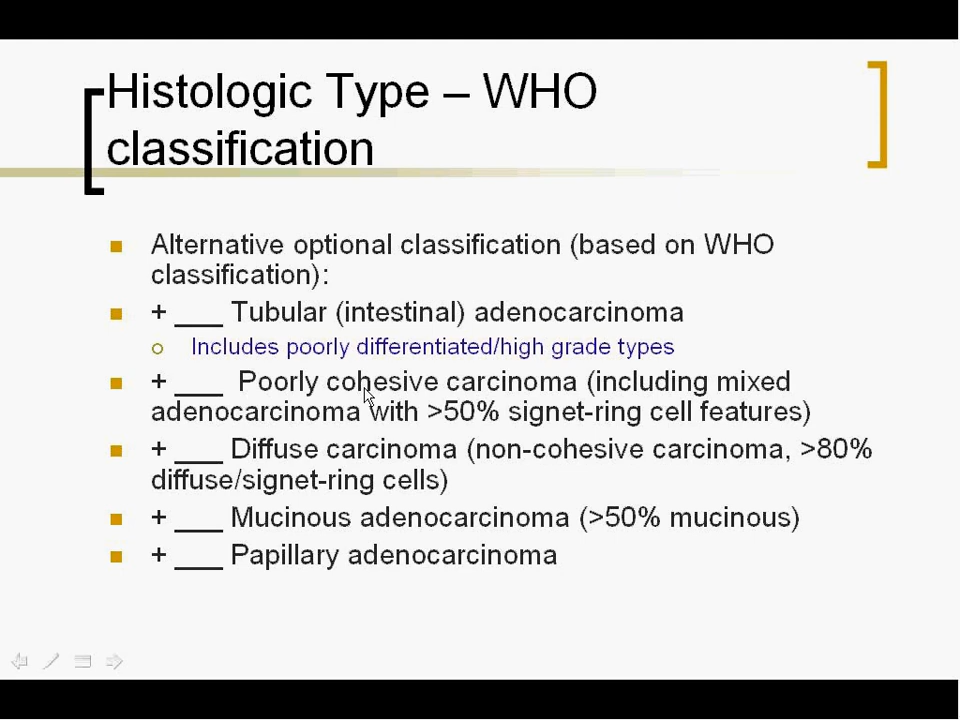 Histologic Type – WHO
classification
Alternative optional classification (based on WHO
classification):
+ ___ Tubular (intestinal) adenocarcinoma
Includes poorly differentiated/high grade types
+ ___ Poorly cohesive carcinoma (including mixed
adenocarcinoma with >50% signet-ring cell features)
+ ___ Diffuse carcinoma (non-cohesive carcinoma, >80%
diffuse/signet-ring cells)
+ ___ Mucinous adenocarcinoma (>50% mucinous)
+ ___ Papillary adenocarcinoma